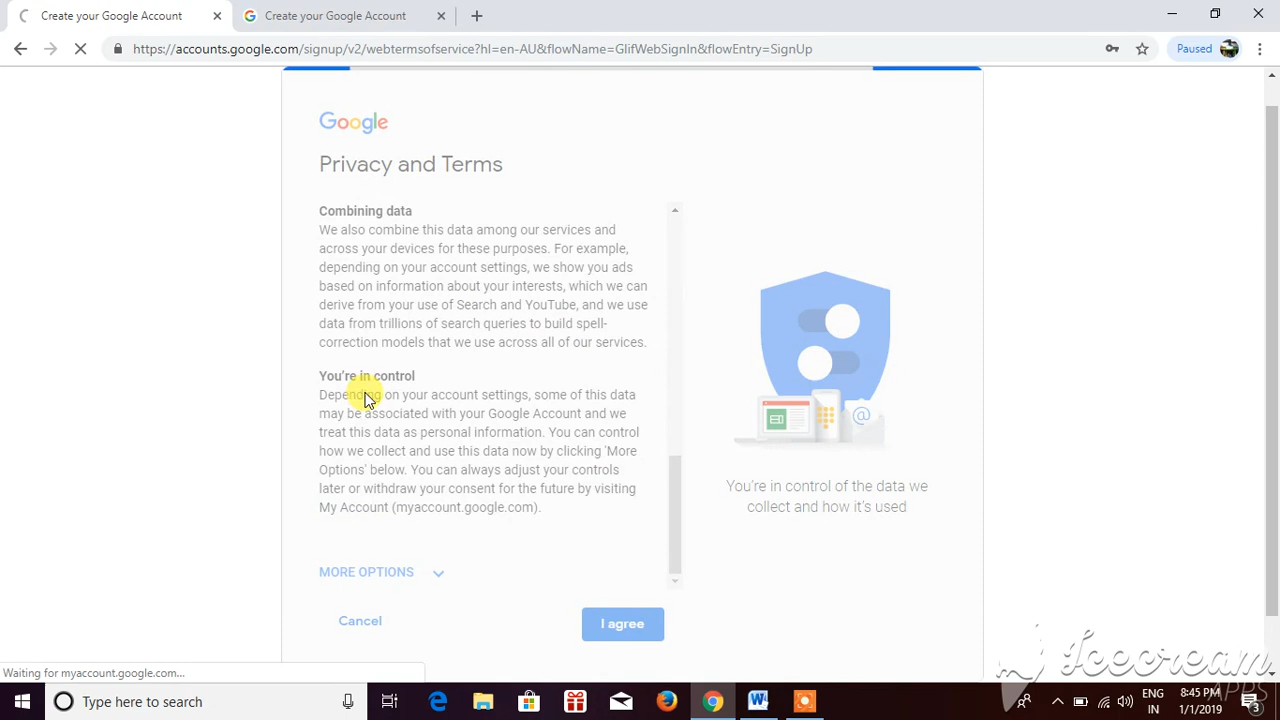 Create your Google Account
Create your Google Account
https://accounts.google.com/signup/v2/webtermsofservice?hl=en-AU&flowName=GlifWebSignIn&flowEntry=SignUp
Paused
Google
Privacy and Terms
Combining data
We also combine this data among our services and
across your devices for these purposes. For example,
depending on your account settings, we show you ads
based on information about your interests, which we can
derive from your use of Search and YouTube, and we use
data from trillions of search queries to build spell-
correction models that we use across all of our services.
You're in control
Depending on your account settings, some of this data
may be associated with your Google Account and we
treat this data as personal information. You can control
how we collect and use this data now by clicking 'More
Options' below. You can always adjust your controls
later or withdraw your consent for the future by visiting
My Account (myaccount.google.com).
@
You're in control of the data we
collect and how it's used
MORE OPTIONS
Cancel
I agree
Waiting for myaccount.google.com...
Icecream
APPS
Type here to search
ENG
IN
8:45 PM
1/1/2019
3